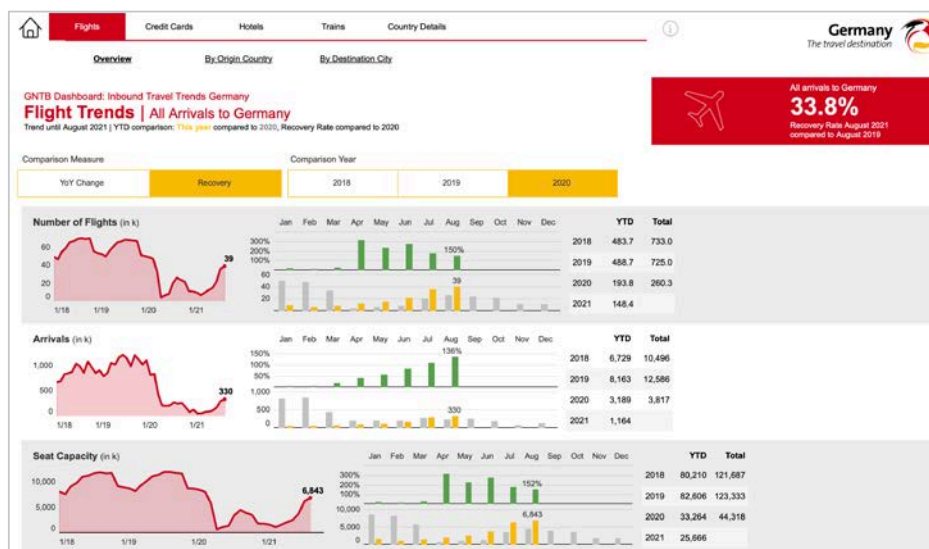 Flights Credit Cards Hotels Trains Country Details
Germany
The travel destination
Overview By Origin Country By Destination City
GNTB Dashboard: Inbound Travel Trends Germany
Flight Trends | All Arrivals to Germany
Trend until August 2021 | YTD comparison: This year compared to 2020, Recovery Rate compared to 2020
All arrivals to Germany
33.8%
Recovery Rate August 2021
compared to August 2019
Comparison Measure Comparison Year
YoY Change Recovery 2018 2019 2020
Number of Flights (in k)
60
40
20
0
39
1/18 1/19 1/20 1/21
Jan Feb Mar Apr May Jun Jul Aug Sep Oct Nov Dec
300%
200%
100%
150%
60
40
20
0
39
YTD Total
2018 483.7 733.0
2019 488.7 725.0
2020 193.8 260.3
2021 148.4
Arrivals (in k)
1,000
500
0
330
1/18 1/19 1/20 1/21
Jan Feb Mar Apr May Jun Jul Aug Sep Oct Nov Dec
150%
100%
50%
136%
1,000
500
0
330
YTD Total
2018 6,729 10,496
2019 8,163 12,586
2020 3,189 3,817
2021 1,164
Seat Capacity (in k)
10,000
5,000
0
6,843
1/18 1/19 1/20 1/21
Jan Feb Mar Apr May Jun Jul Aug Sep Oct Nov Dec
300%
200%
100%
152%
10,000
5,000
0
6,843
YTD Total
2018 80,210 121,687
2019 82,606 123,333
2020 33,264 44,318
2021 25,666